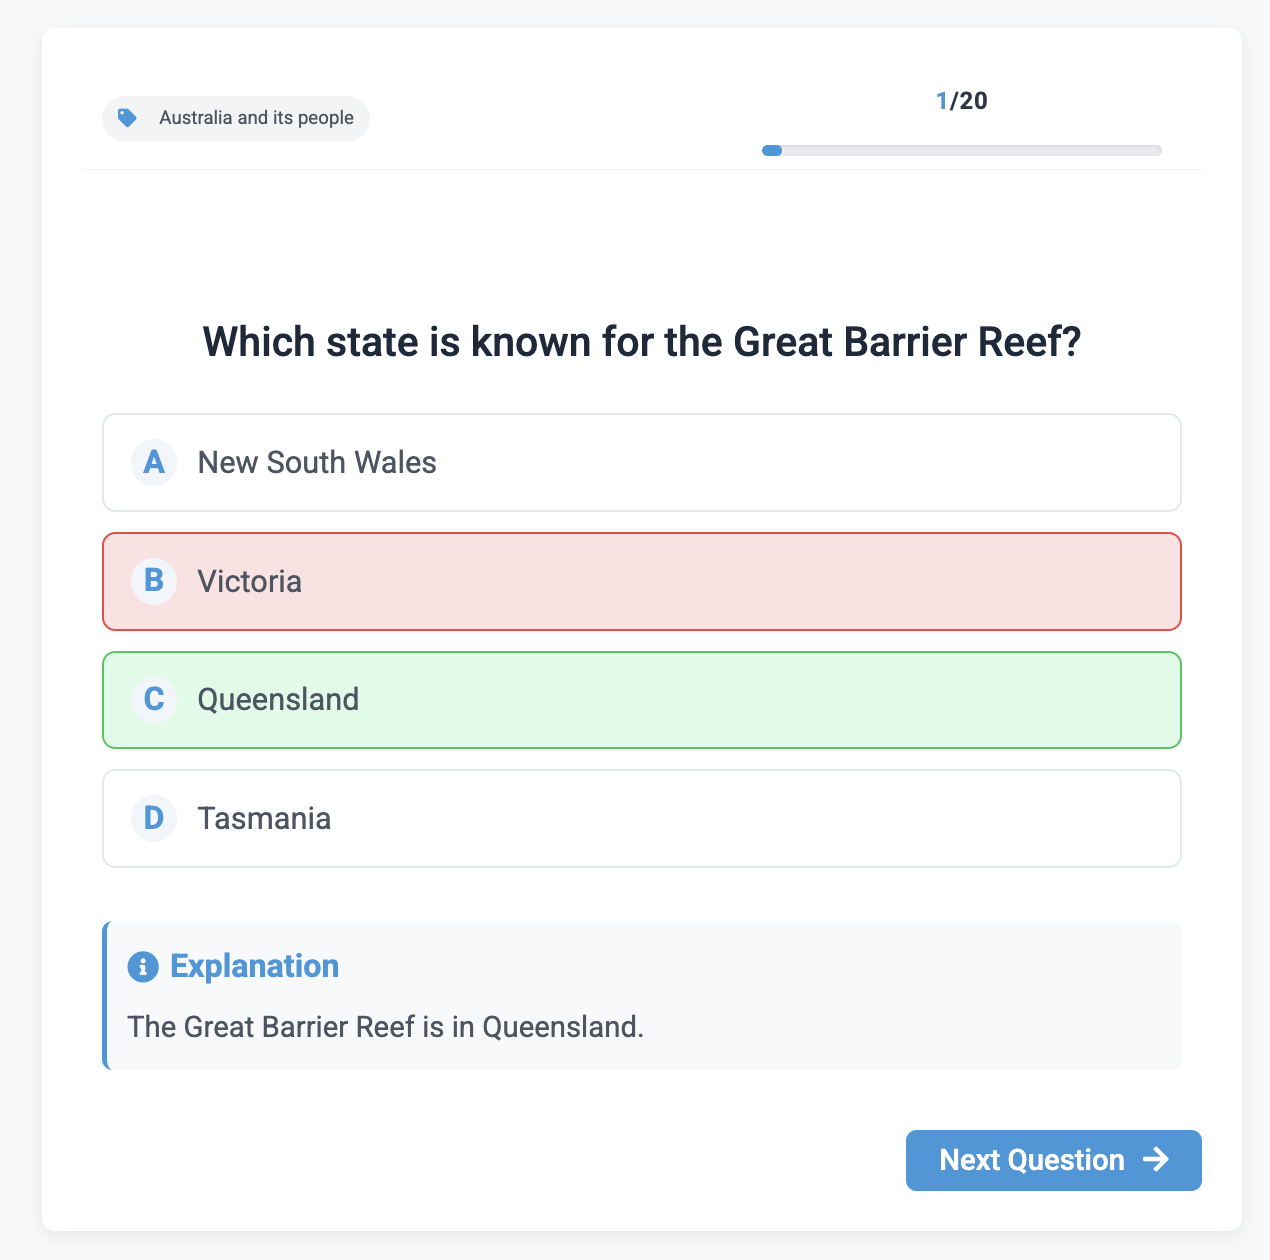 Australia and its people
1/20
Which state is known for the Great Barrier Reef?
A New South Wales
B Victoria
C Queensland
D Tasmania
Explanation
The Great Barrier Reef is in Queensland.
Next Question